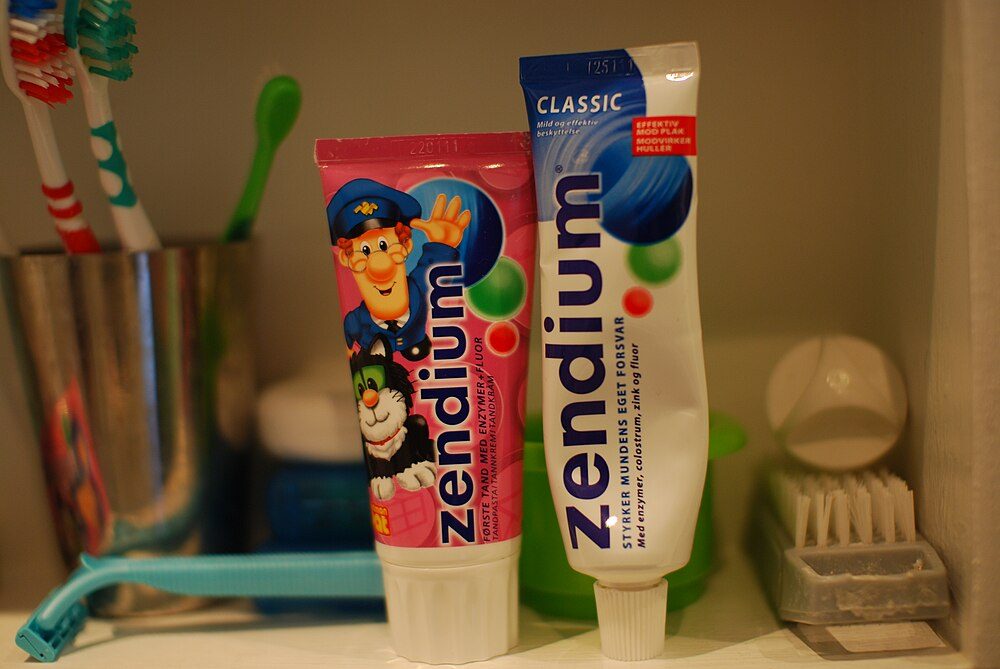 220111
zendium
FØRSTE TAND MED ENZYMER+FLUOR
TANDPASTA/TANNKREM/TANDKRÄM
125111
CLASSIC
Mild og effektiv
beskyttelse
EFFEKTIV
MOD PLAK
MODVIRKER
HULLER
zendium®
STYRKER MUNDENS EGET FORSVAR
Med enzymer, colostrum, zink og fluor